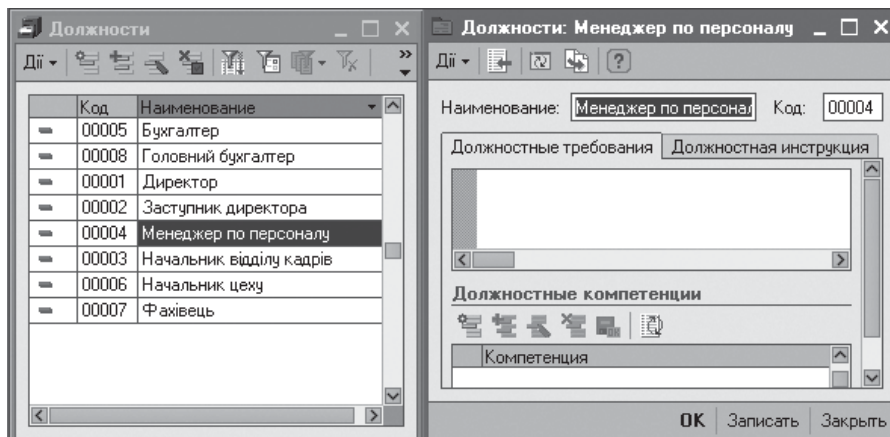 Должности
Дії
Код Наименование
00005 Бухгалтер
00008 Головний бухгалтер
00001 Директор
00002 Заступник директора
00004 Менеджер по персоналу
00003 Начальник відділу кадрів
00006 Начальник цеху
00007 Фахівець
Должности: Менеджер по персоналу
Дії
Наименование: Менеджер по персонал Код: 00004
Должностные требования Должностная инструкция
Должностные компетенции
Компетенция
OK Записать Закрыть